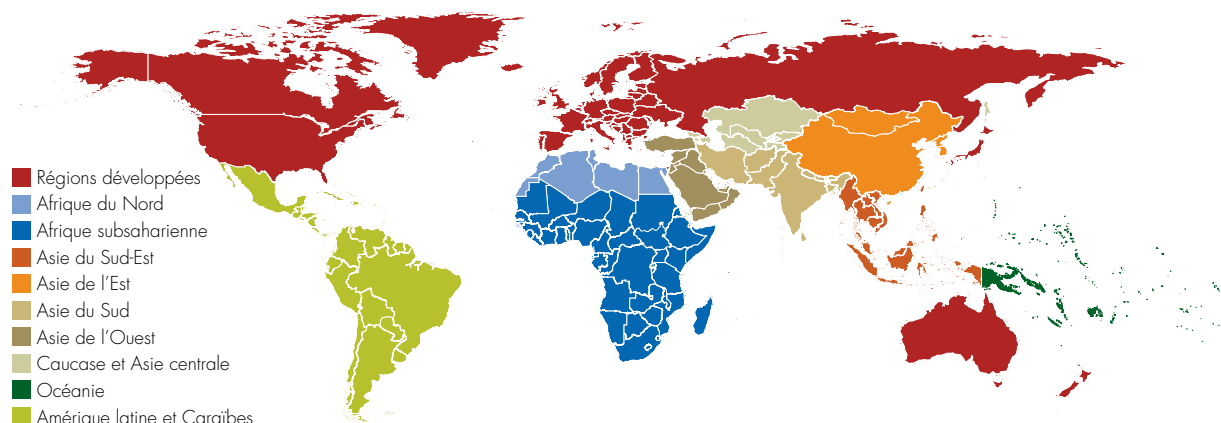 Régions développées
Afrique du Nord
Afrique subsaharienne
Asie du Sud-Est
Asie de l’Est
Asie du Sud
Asie de l’Ouest
Caucase et Asie centrale
Océanie
Amérique latine et Caraïbes